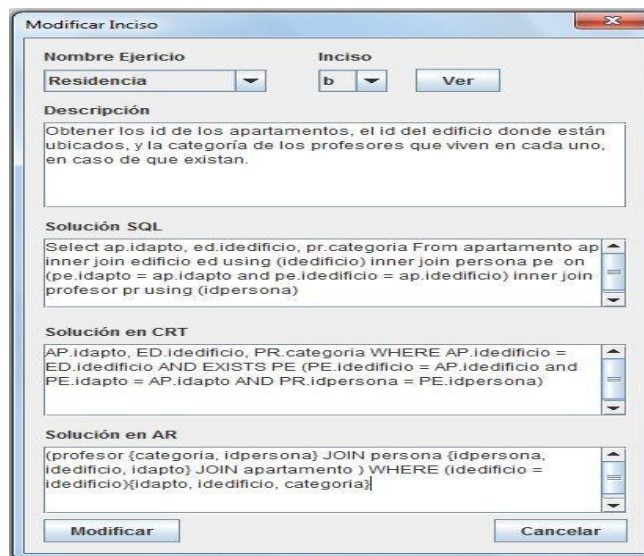 Modificar Inciso
Nombre Ejericio
Inciso
Residencia
b
Ver
Descripción
Obtener los id de los apartamentos, el id del edificio donde están
ubicados, y la categoría de los profesores que viven en cada uno,
en caso de que existan.
Solución SQL
Select ap.idapto, ed.idedificio, pr.categoria From apartamento ap
inner join edificio ed using (idedificio) inner join persona pe on
(pe.idapto = ap.idapto and pe.idedificio = ap.idedificio) inner join
profesor pr using (idpersona)
Solución en CRT
AP.idapto, ED.idedificio, PR.categoria WHERE AP.idedificio =
ED.idedificio AND EXISTS PE (PE.idedificio = AP.idedificio and
PE.idapto = AP.idapto AND PR.idpersona = PE.idpersona)
Solución en AR
(profesor {categoria, idpersona} JOIN persona {idpersona,
idedificio, idapto} JOIN apartamento ) WHERE (idedificio =
idedificio){idapto, idedificio, categoria}
Modificar
Cancelar